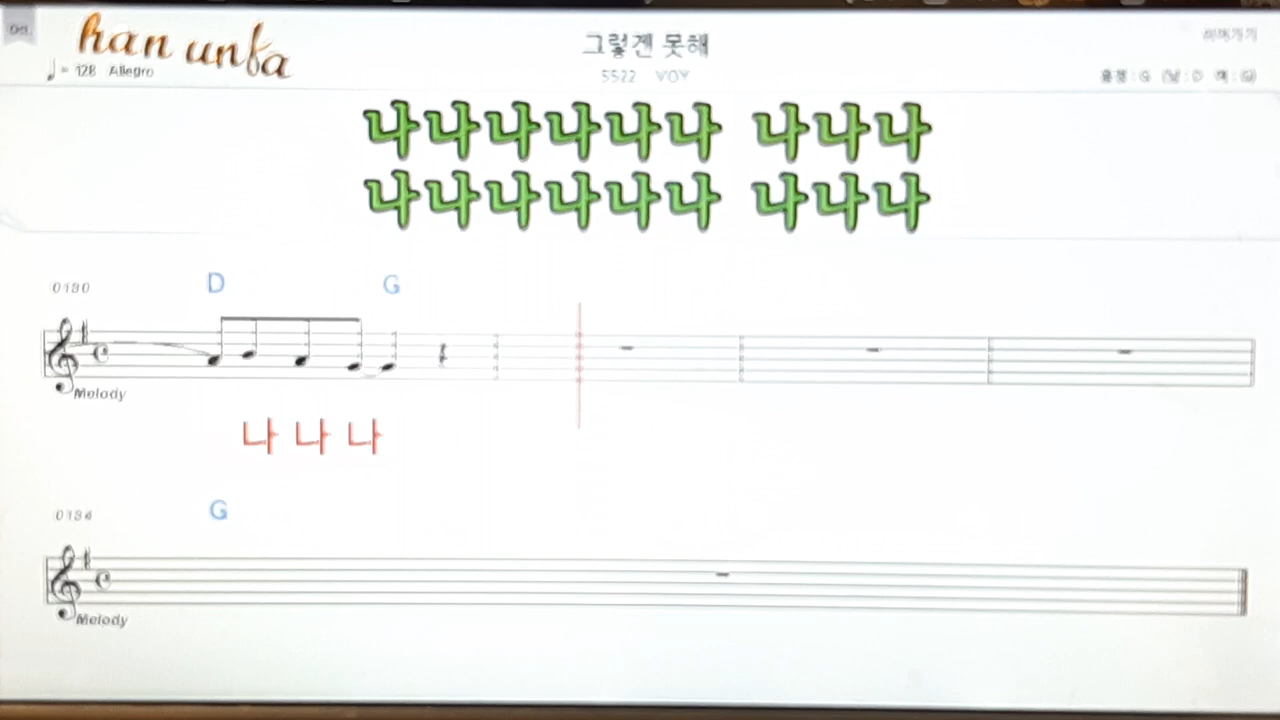 han unfa
♩= 128 Allegro
그렇겐 못해
5522 VOY
나나나나나나 나나나
나나나나나나 나나나
0130
D G
Melody
나 나 나
0134
G
Melody